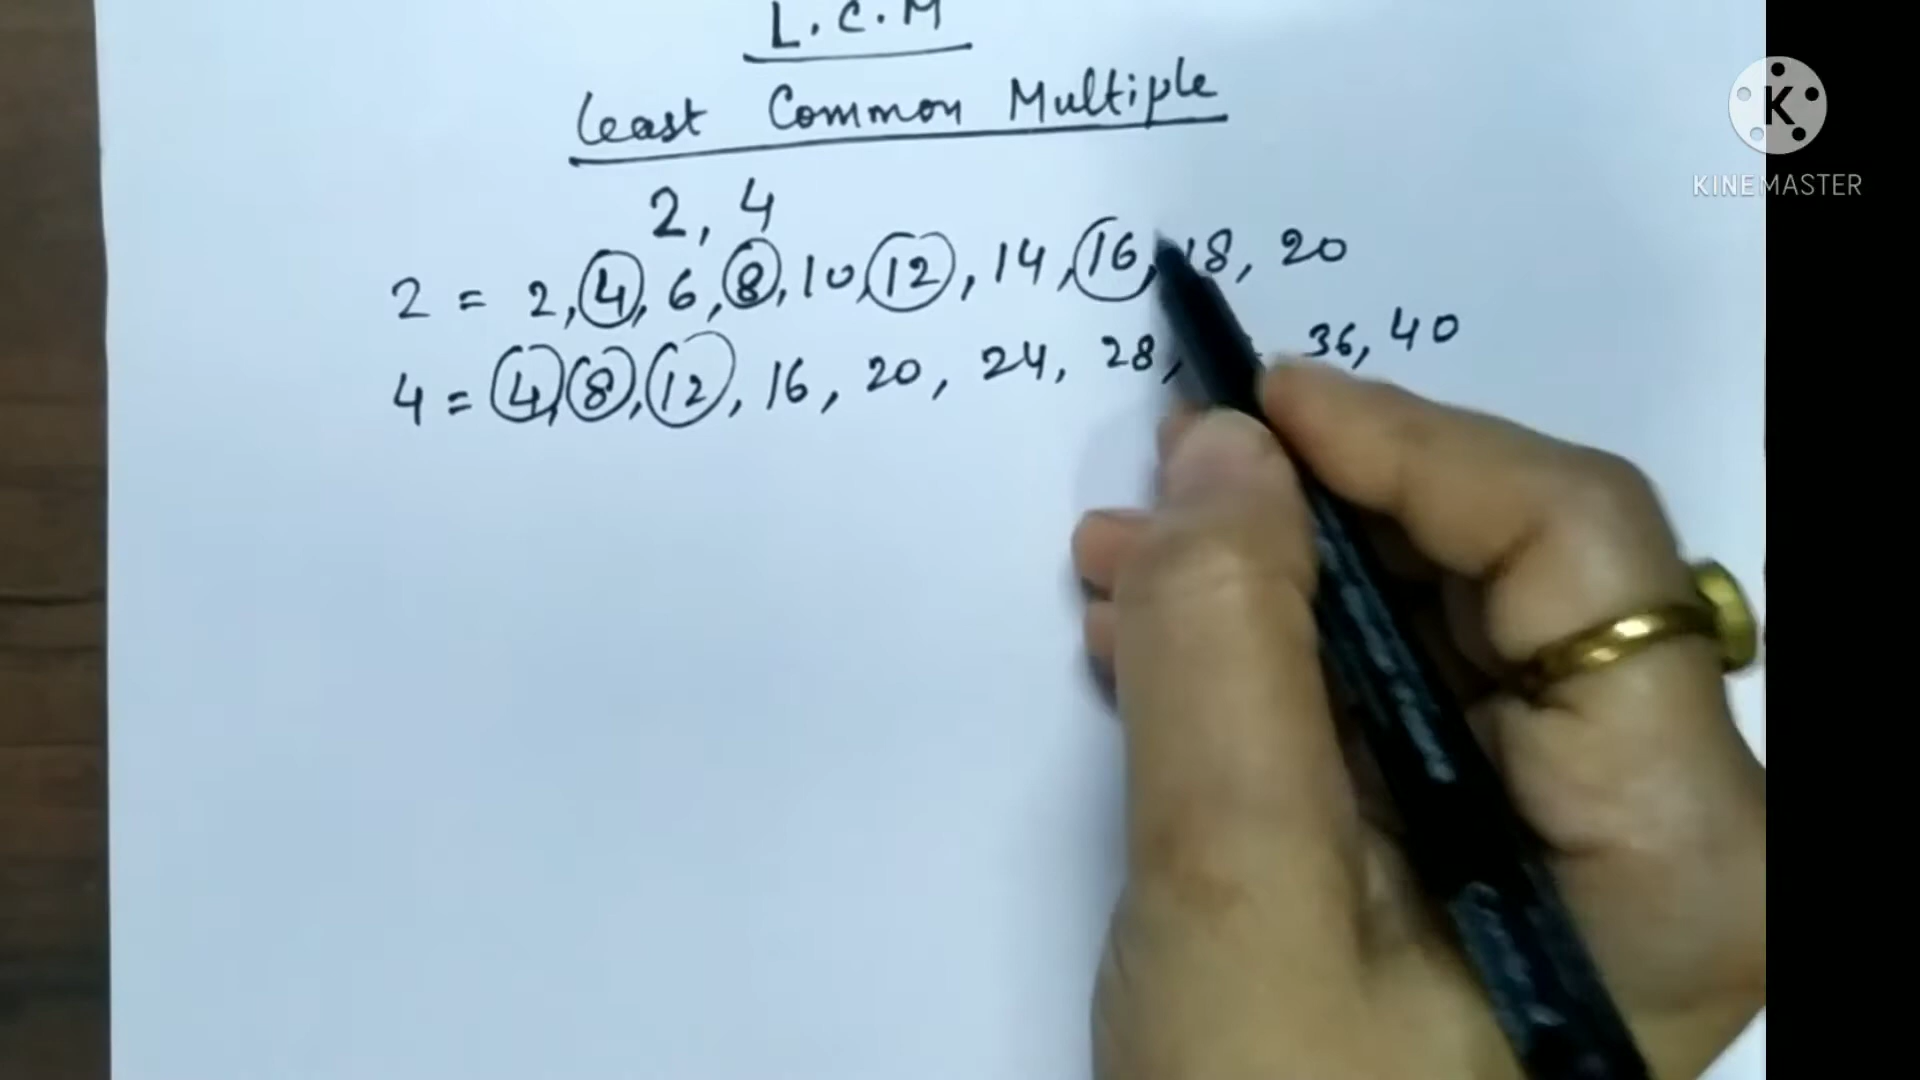 L.C.M
Least Common Multiple
2, 4
2 = 2, 4, 6, 8, 10, 12, 14, 16, 18, 20
4 = 4, 8, 12, 16, 20, 24, 28, 36, 40
K
KINEMASTER